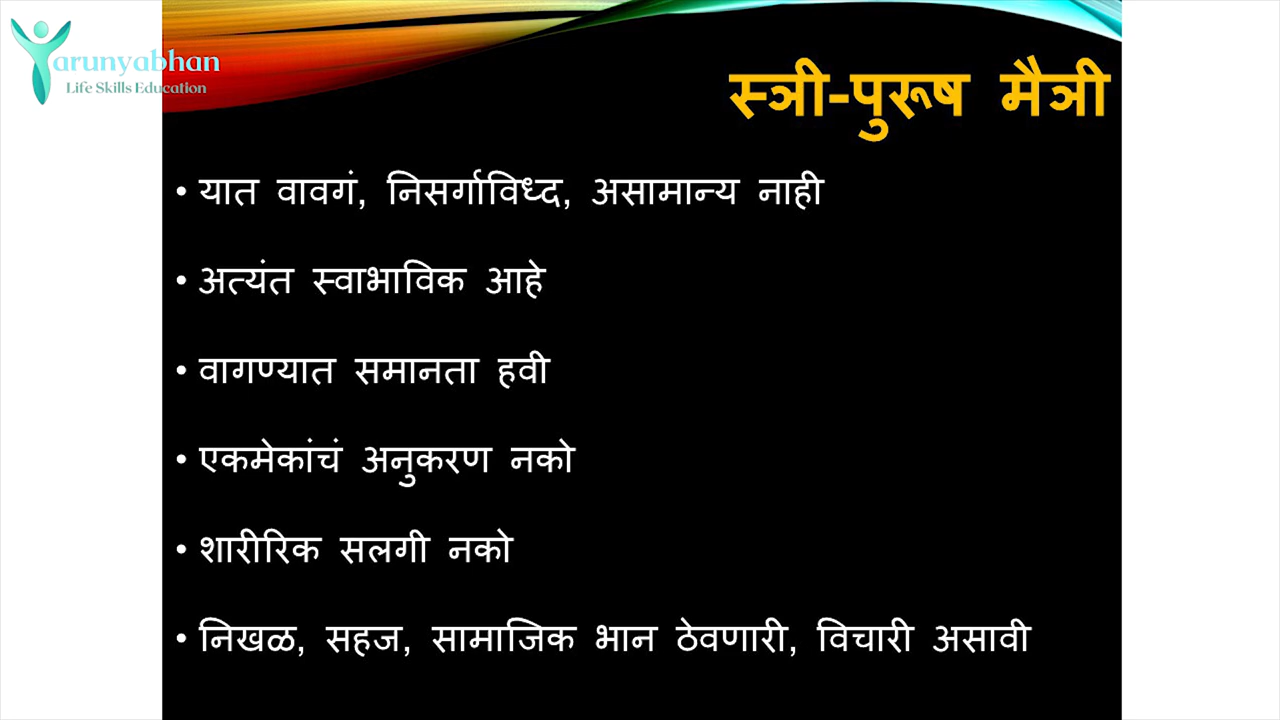 Yarunyabhan
Life Skills Education
स्त्री-पुरूष मैत्री
• यात वावगं, निसर्गाविध्द, असामान्य नाही
• अत्यंत स्वाभाविक आहे
• वागण्यात समानता हवी
• एकमेकांचं अनुकरण नको
• शारीरिक सलगी नको
• निखळ, सहज, सामाजिक भान ठेवणारी, विचारी असावी